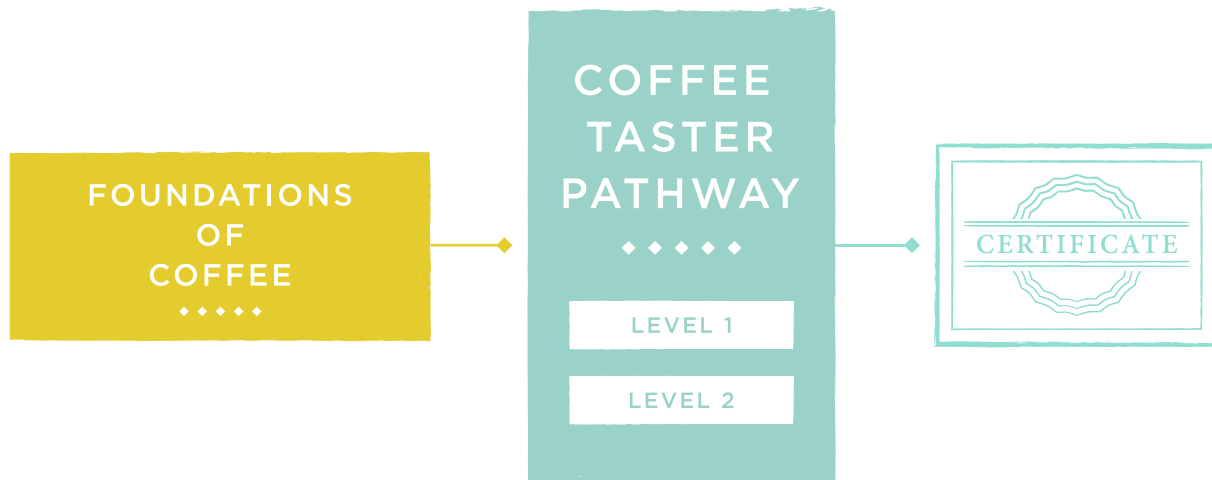 FOUNDATIONS
OF
COFFEE
COFFEE
TASTER
PATHWAY
LEVEL 1
LEVEL 2
CERTIFICATE